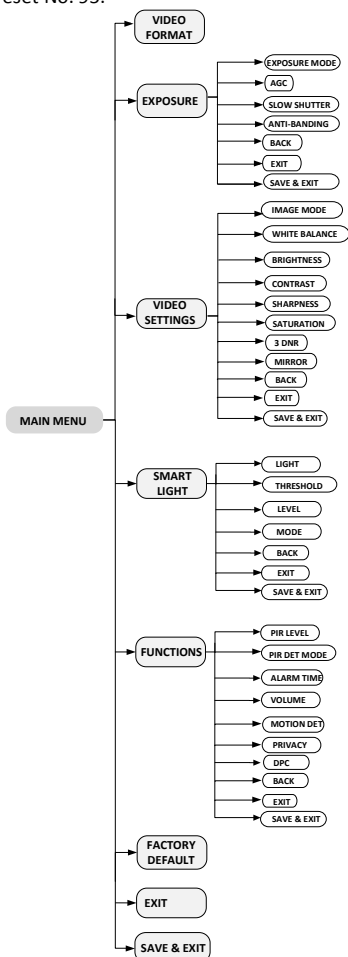 eset No. 95.
VIDEO
FORMAT
EXPOSURE
EXPOSURE MODE
AGC
SLOW SHUTTER
ANTI-BANDING
BACK
EXIT
SAVE & EXIT
VIDEO
SETTINGS
IMAGE MODE
WHITE BALANCE
BRIGHTNESS
CONTRAST
SHARPNESS
SATURATION
3 DNR
MIRROR
BACK
EXIT
SAVE & EXIT
MAIN MENU
SMART
LIGHT
LIGHT
THRESHOLD
LEVEL
MODE
BACK
EXIT
SAVE & EXIT
FUNCTIONS
PIR LEVEL
PIR DET MODE
ALARM TIME
VOLUME
MOTION DET
PRIVACY
DPC
BACK
EXIT
SAVE & EXIT
FACTORY
DEFAULT
EXIT
SAVE & EXIT